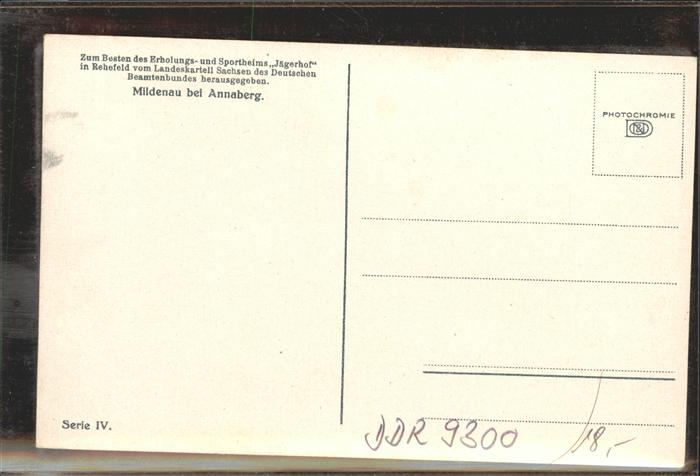 Zum Besten des Erholungs- und Sportheims „Jägerhof“
in Rehefeld vom Landeskartell Sachsen des Deutschen
Beamtenbundes herausgegeben.
Mildenau bei Annaberg.
PHOTOCHROMIE
Serie IV.
DDR 9300
18,-